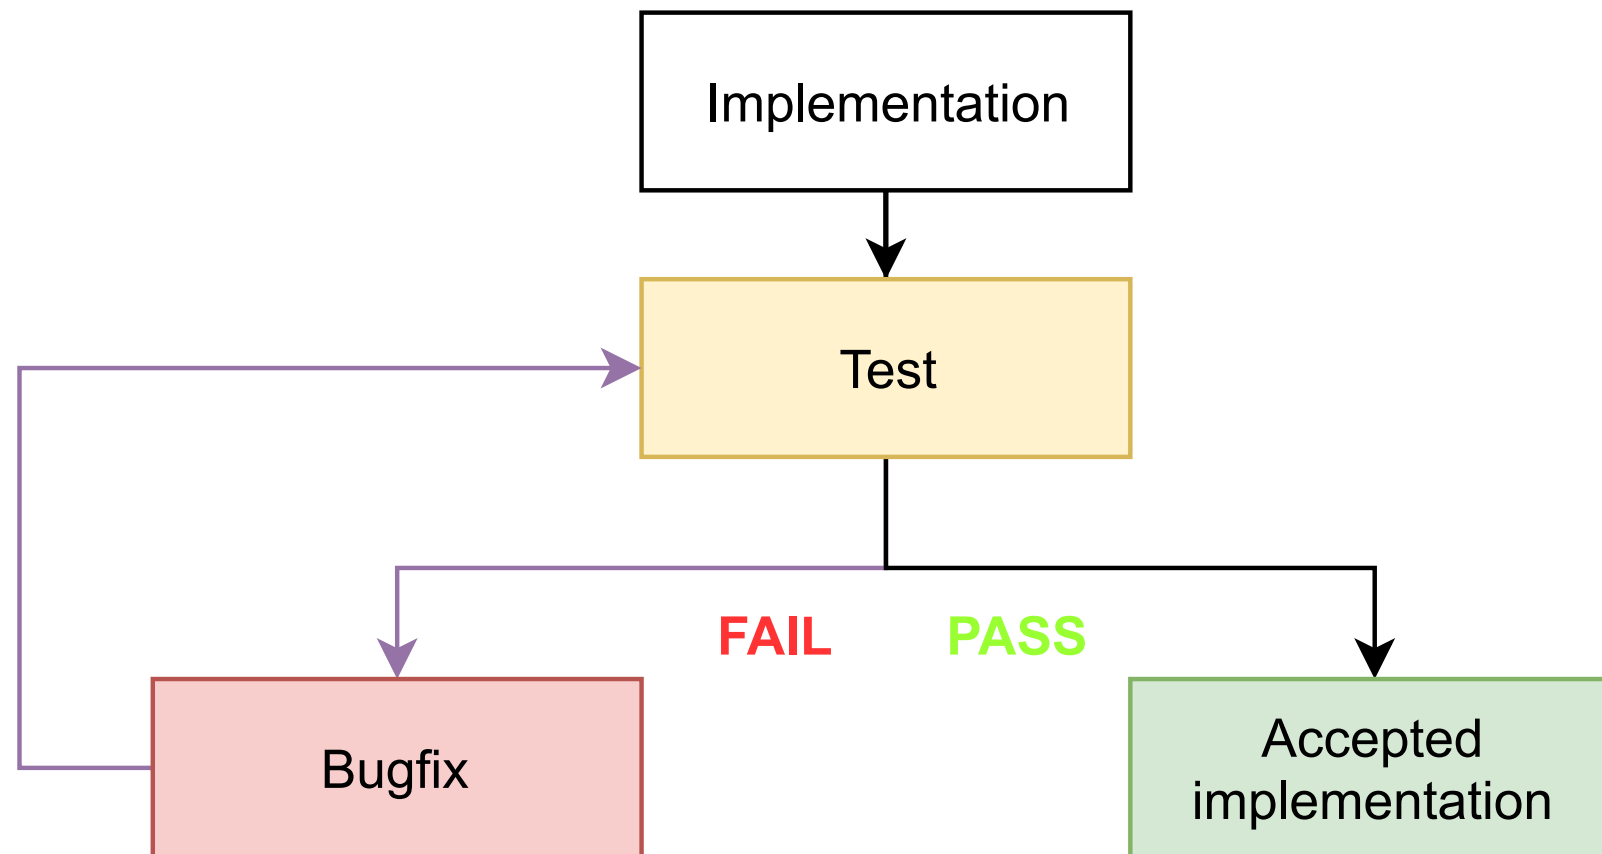 Implementation
Test
FAIL
PASS
Bugfix
Accepted
implementation